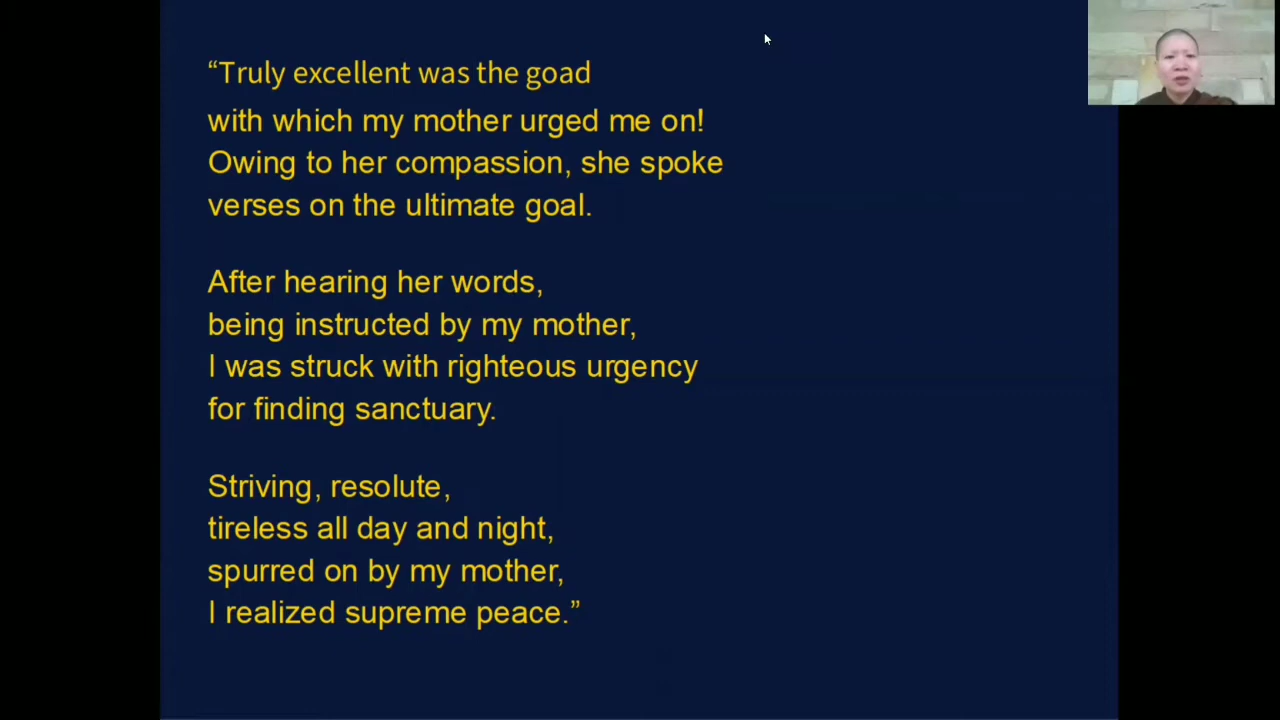 “Truly excellent was the goad
with which my mother urged me on!
Owing to her compassion, she spoke
verses on the ultimate goal.
After hearing her words,
being instructed by my mother,
I was struck with righteous urgency
for finding sanctuary.
Striving, resolute,
tireless all day and night,
spurred on by my mother,
I realized supreme peace.”